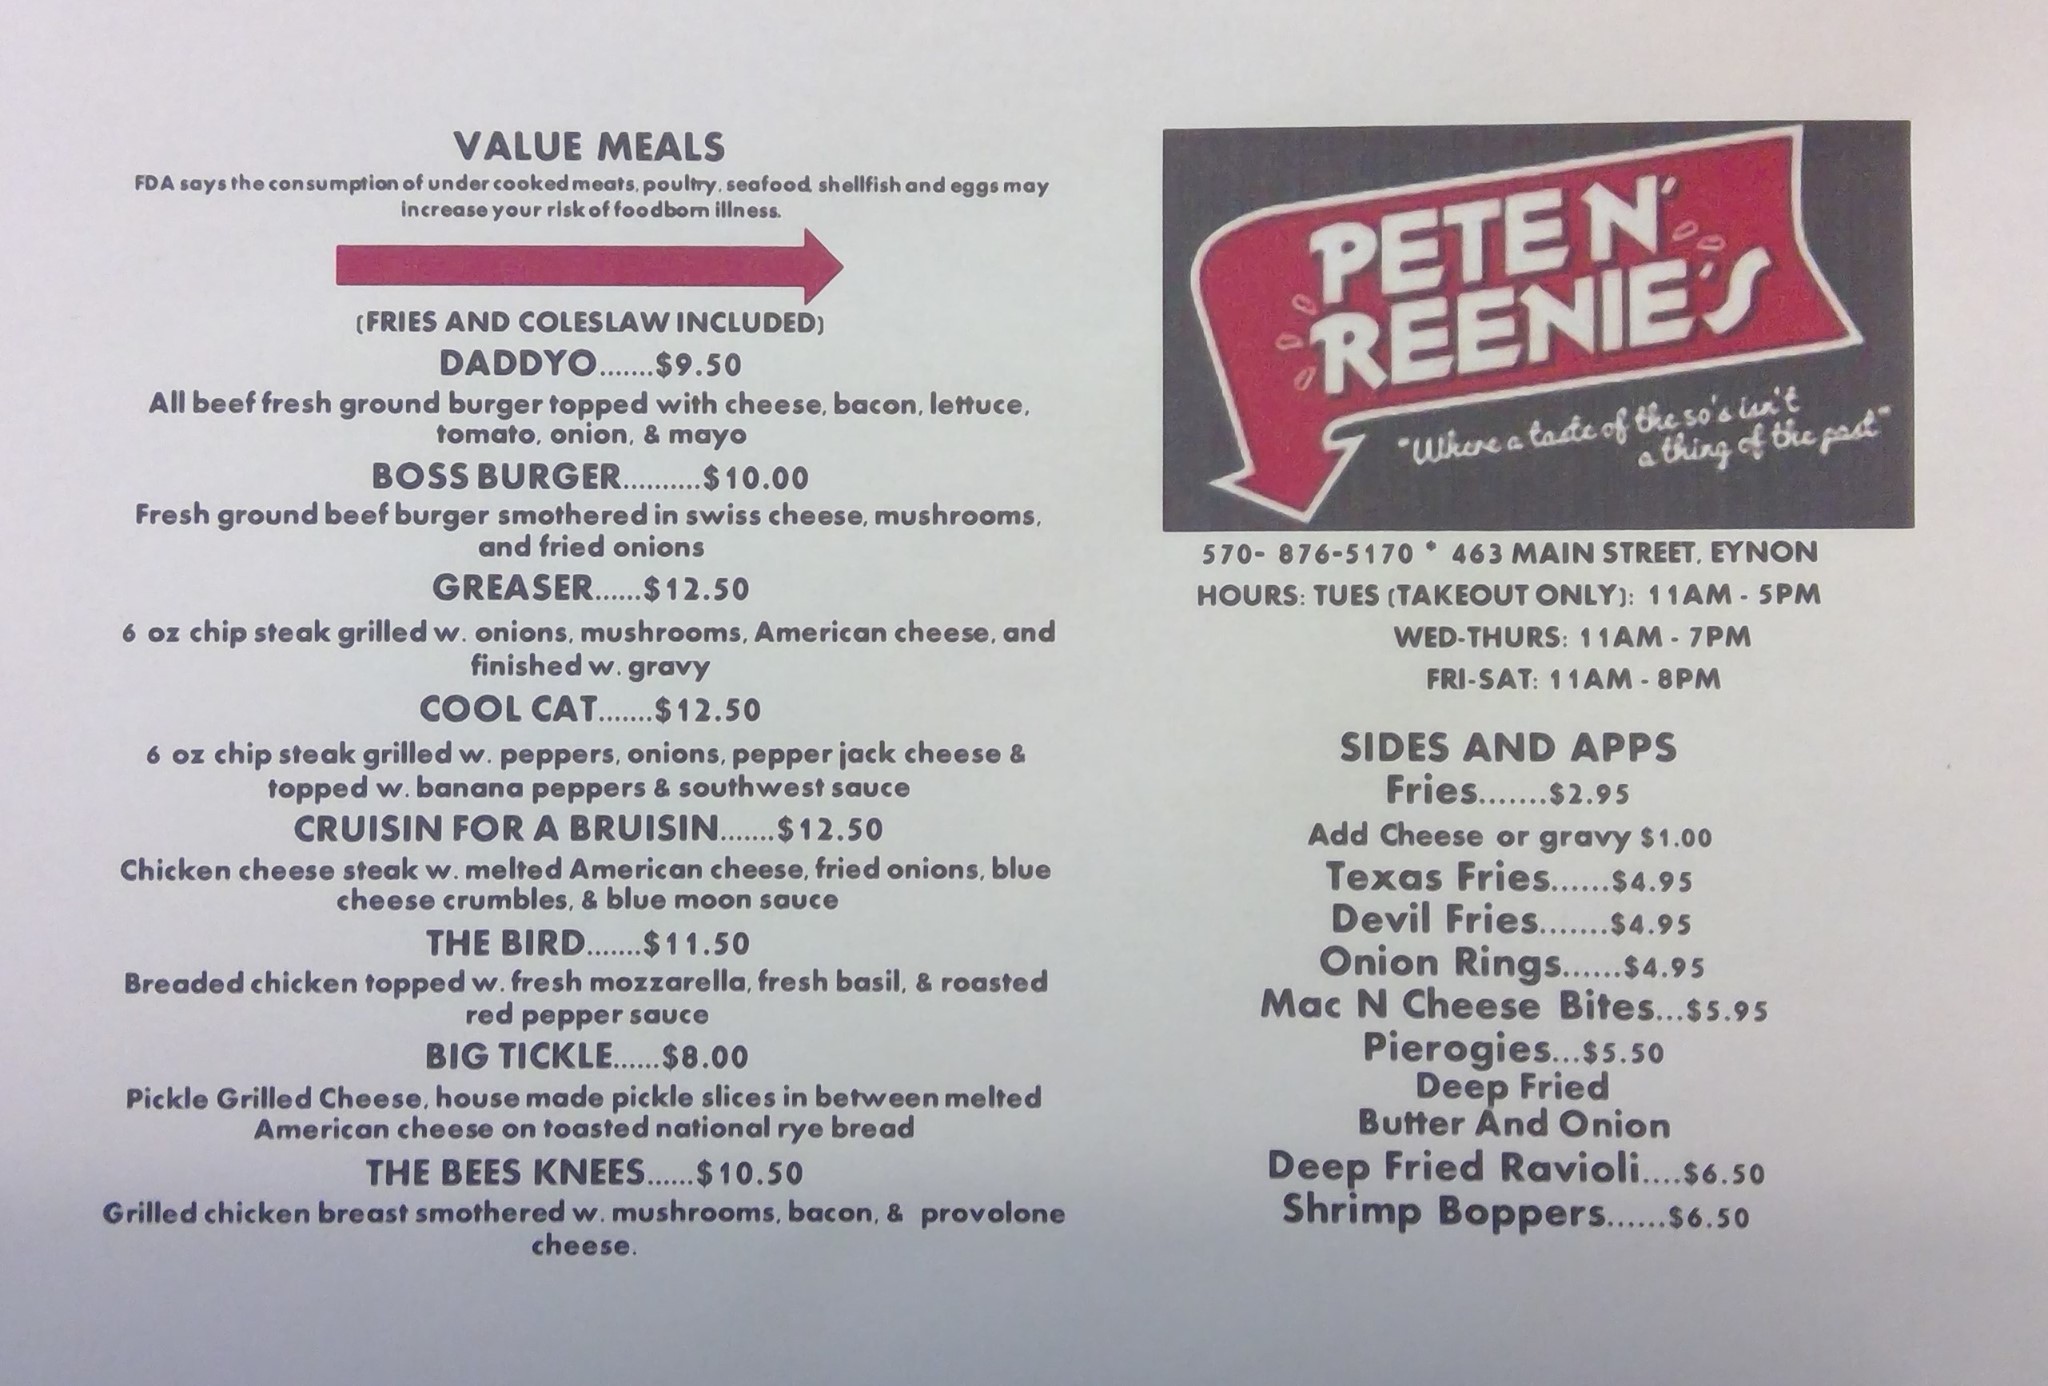 VALUE MEALS
FDA says the consumption of under cooked meats, poultry, seafood, shellfish and eggs may
increase your risk of foodborn illness.
(FRIES AND COLESLAW INCLUDED)
DADDYO.......$9.50
All beef fresh ground burger topped with cheese, bacon, lettuce,
tomato, onion, & mayo
BOSS BURGER..........$10.00
Fresh ground beef burger smothered in swiss cheese, mushrooms,
and fried onions
GREASER......$12.50
6 oz chip steak grilled w. onions, mushrooms, American cheese, and
finished w. gravy
COOL CAT.......$12.50
6 oz chip steak grilled w. peppers, onions, pepper jack cheese &
topped w. banana peppers & southwest sauce
CRUISIN FOR A BRUISIN.......$12.50
Chicken cheese steak w. melted American cheese, fried onions, blue
cheese crumbles, & blue moon sauce
THE BIRD.......$11.50
Breaded chicken topped w. fresh mozzarella, fresh basil, & roasted
red pepper sauce
BIG TICKLE......$8.00
Pickle Grilled Cheese, house made pickle slices in between melted
American cheese on toasted national rye bread
THE BEES KNEES......$10.50
Grilled chicken breast smothered w. mushrooms, bacon, & provolone
cheese.
PETE N'
REENIE'S
"Where a taste of the 50's isn't
a thing of the past"
570- 876-5170 * 463 MAIN STREET, EYNON
HOURS: TUES (TAKEOUT ONLY): 11AM - 5PM
WED-THURS: 11AM - 7PM
FRI-SAT: 11AM - 8PM
SIDES AND APPS
Fries.......$2.95
Add Cheese or gravy $1.00
Texas Fries......$4.95
Devil Fries.......$4.95
Onion Rings......$4.95
Mac N Cheese Bites...$5.95
Pierogies...$5.50
Deep Fried
Butter And Onion
Deep Fried Ravioli....$6.50
Shrimp Boppers......$6.50